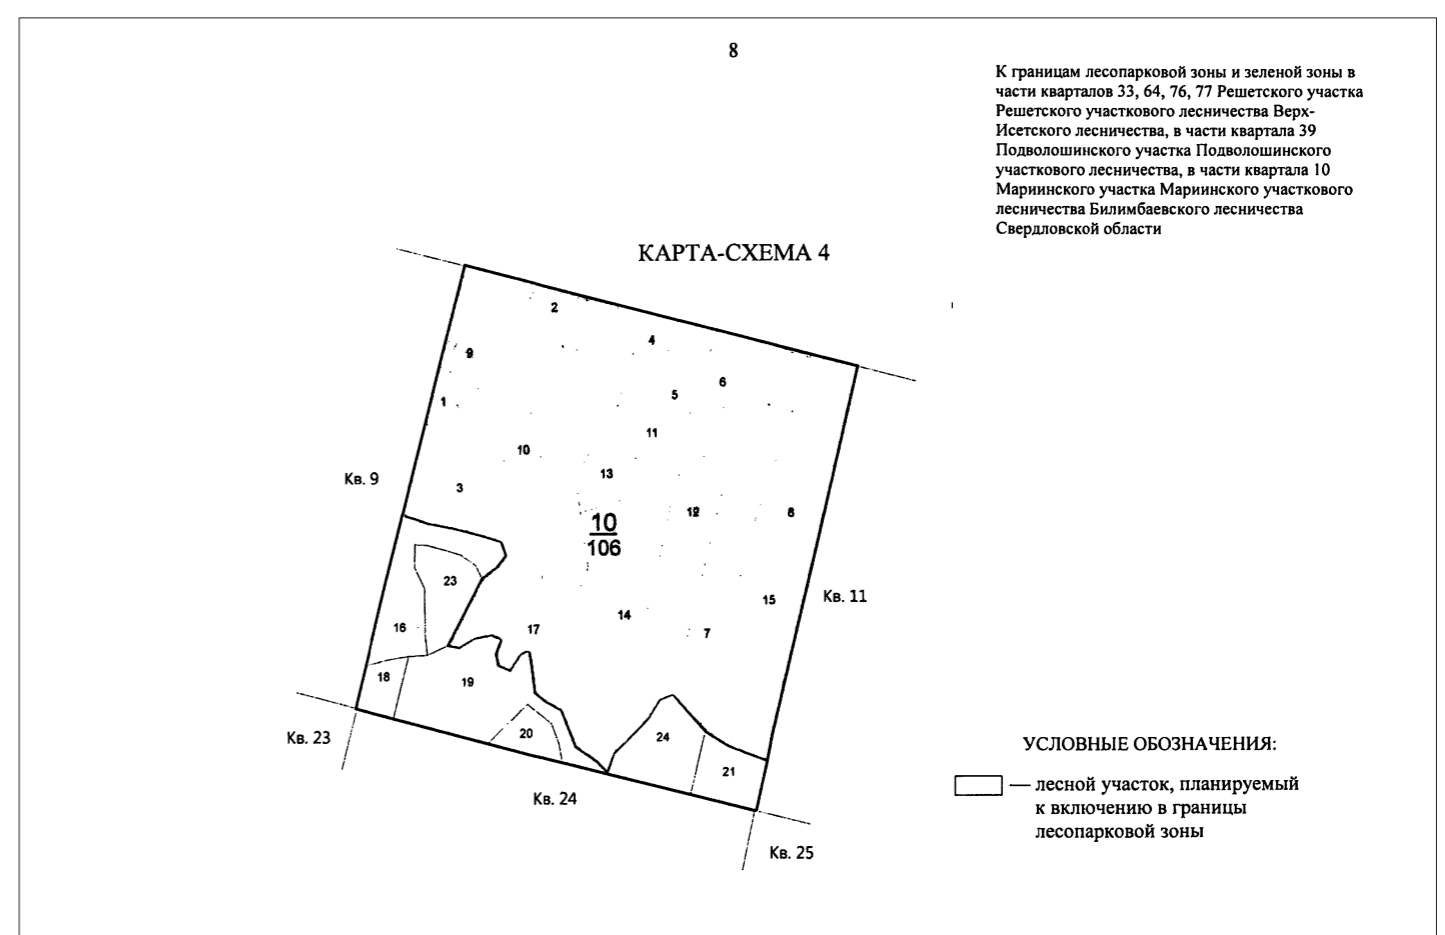 8
К границам лесопарковой зоны и зеленой зоны в
части кварталов 33, 64, 76, 77 Решетского участка
Решетского участкового лесничества Верх-
Исетского лесничества, в части квартала 39
Подволошинского участка Подволошинского
участкового лесничества, в части квартала 10
Мариинского участка Мариинского участкового
лесничества Билимбаевского лесничества
Свердловской области
КАРТА-СХЕМА 4
2
4
9
6
5
1
11
10
13
Кв. 9
3
12
8
10
106
23
15
Кв. 11
14
16
17
7
18
19
Кв. 23
20
24
21
Кв. 24
Кв. 25
УСЛОВНЫЕ ОБОЗНАЧЕНИЯ:
— лесной участок, планируемый
к включению в границы
лесопарковой зоны